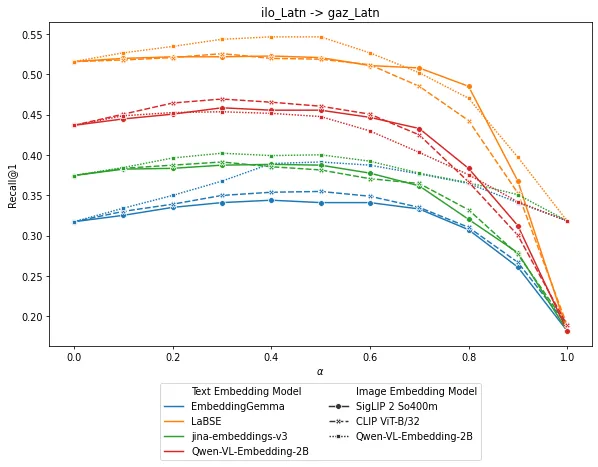 ilo_Latn -> gaz_Latn
Recall@1
0.55
0.50
0.45
0.40
0.35
0.30
0.25
0.20
0.0 0.2 0.4 0.6 0.8 1.0
α
Text Embedding Model
EmbeddingGemma
LaBSE
jina-embeddings-v3
Qwen-VL-Embedding-2B
Image Embedding Model
SigLIP 2 So400m
CLIP ViT-B/32
Qwen-VL-Embedding-2B